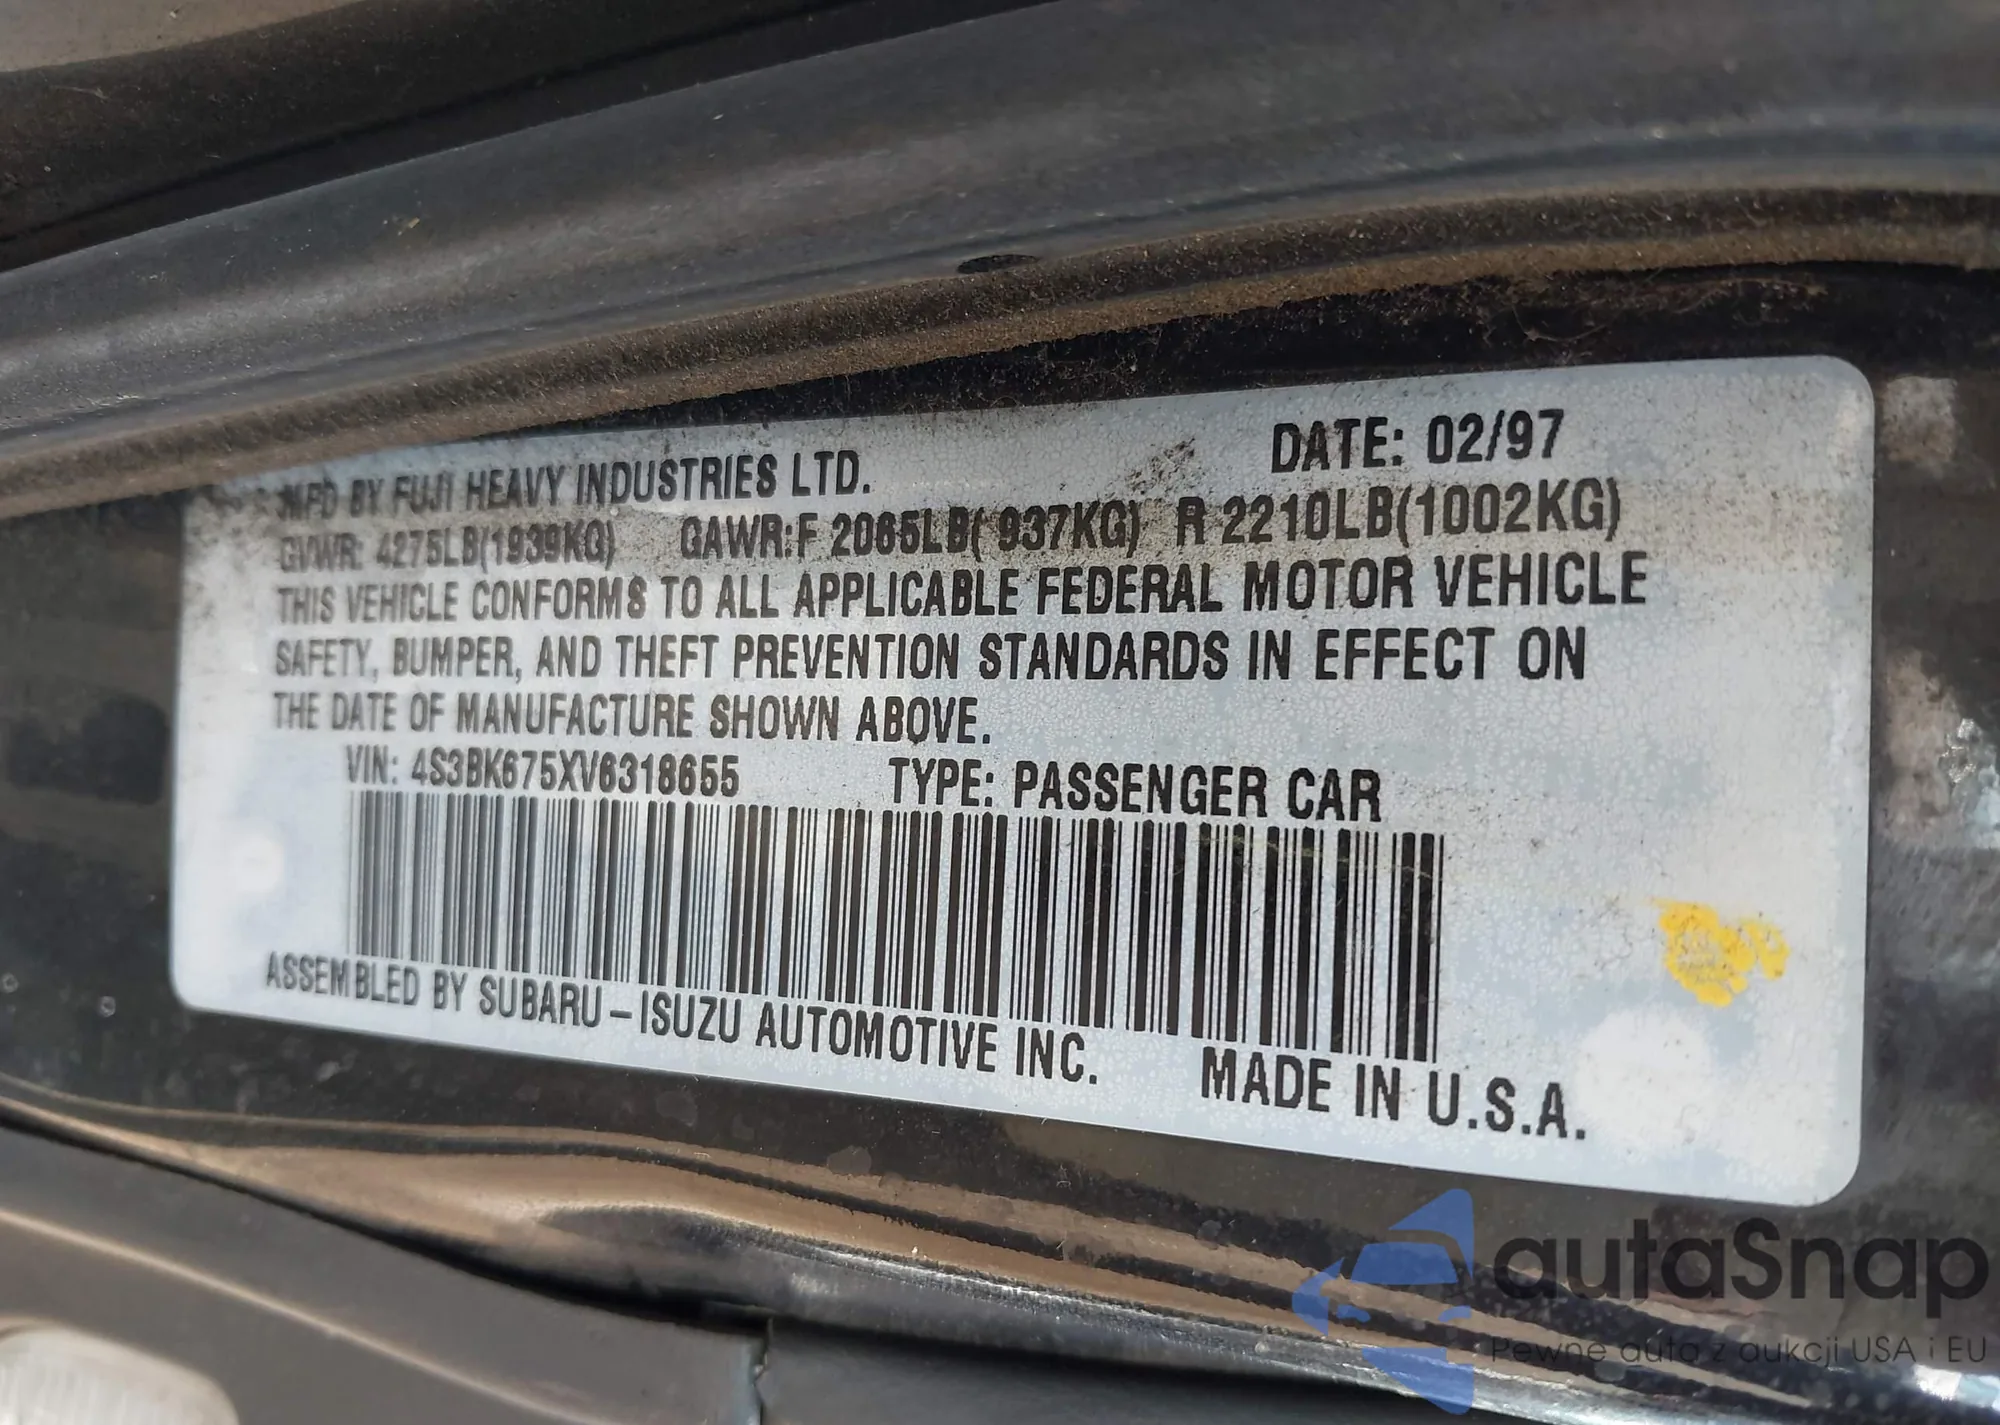 MFD BY FUJI HEAVY INDUSTRIES LTD. DATE: 02/97
GVWR: 4275LB(1939KG) GAWR:F 2065LB( 937KG) R 2210LB(1002KG)
THIS VEHICLE CONFORMS TO ALL APPLICABLE FEDERAL MOTOR VEHICLE
SAFETY, BUMPER, AND THEFT PREVENTION STANDARDS IN EFFECT ON
THE DATE OF MANUFACTURE SHOWN ABOVE.
VIN: 4S3BK675XV6318655 TYPE: PASSENGER CAR
ASSEMBLED BY SUBARU – ISUZU AUTOMOTIVE INC. MADE IN U.S.A.
autaSnap
Pewne auta z aukcji USA i EU